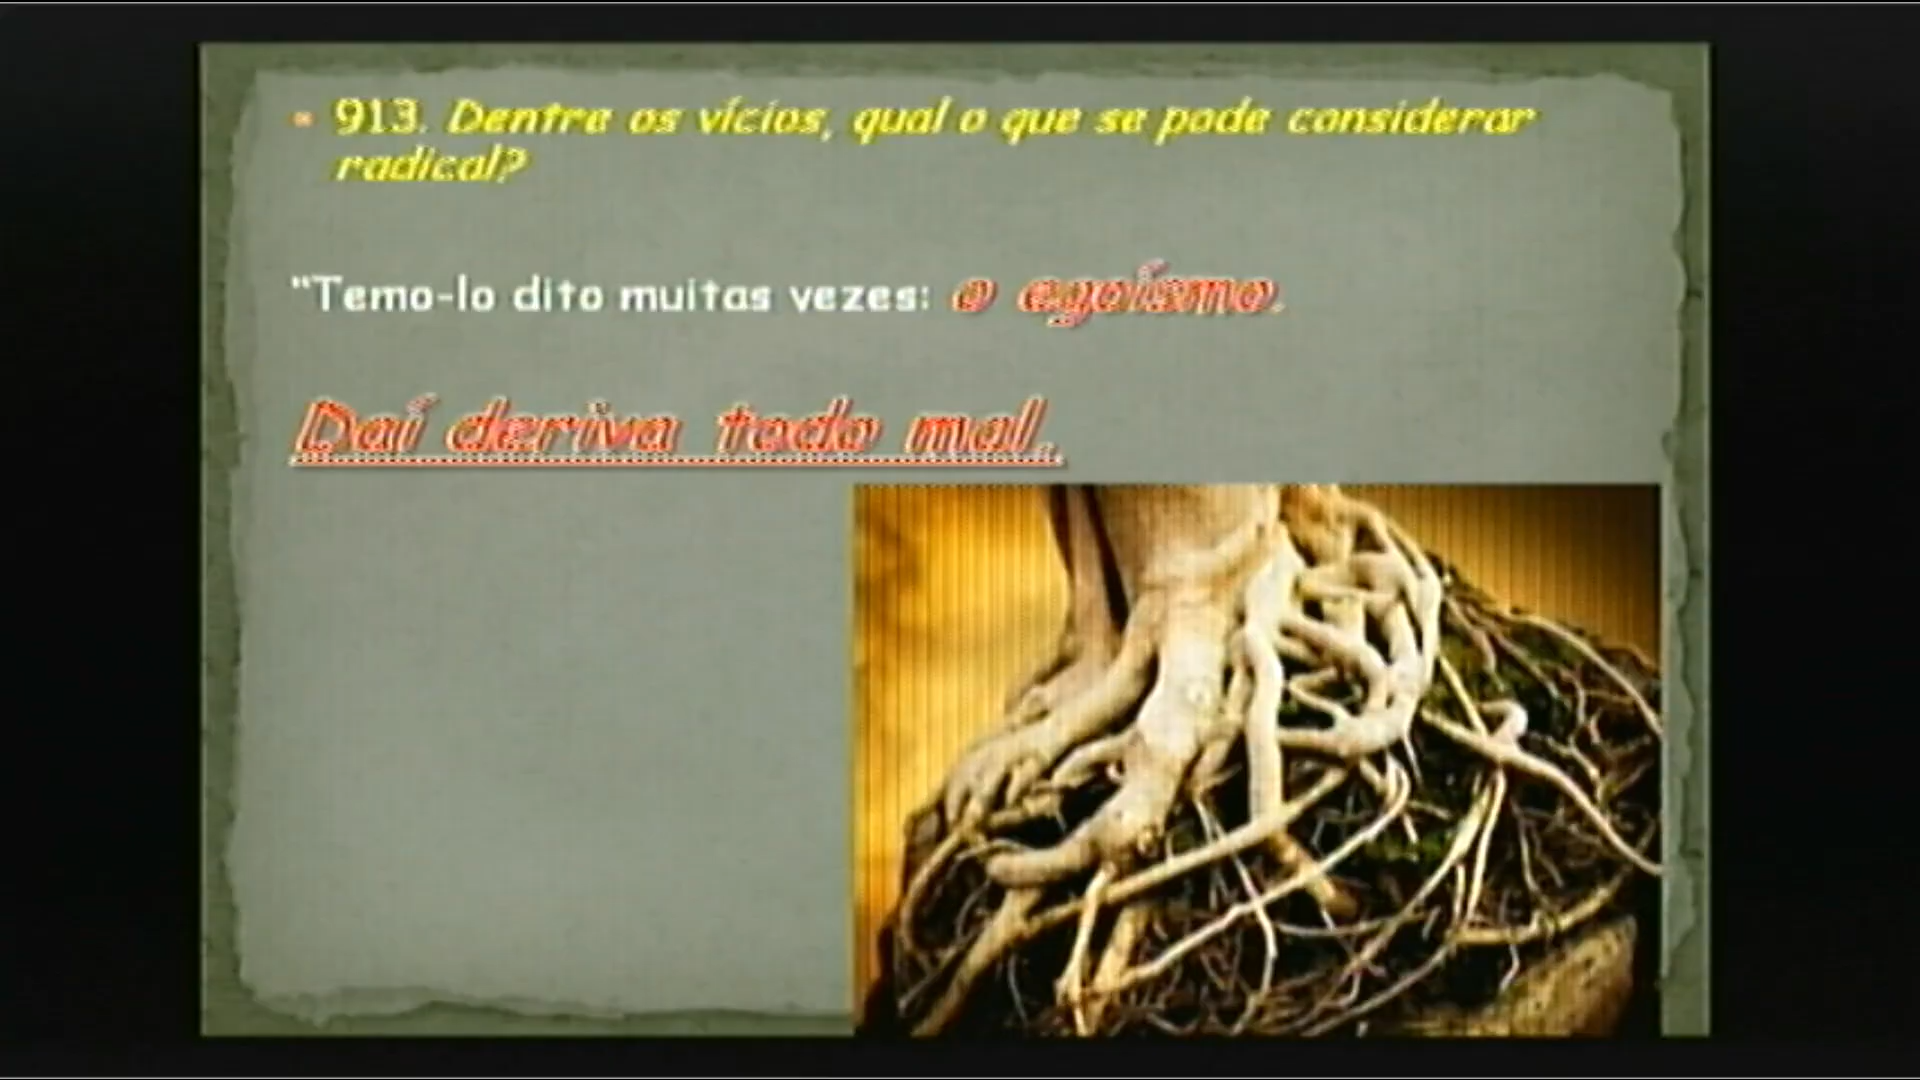 913. Dentre os vícios, qual o que se pode considerar
radical?
"Temo-lo dito muitas vezes: o egoísmo.
Daí deriva todo mal.